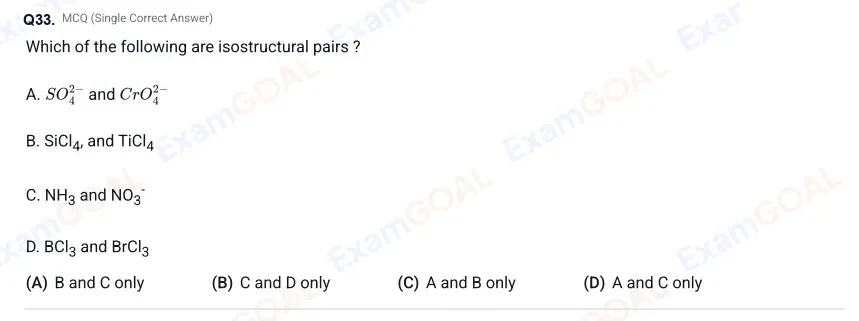 Q33. MCQ (Single Correct Answer)
Which of the following are isostructural pairs ?
A. SO₄²⁻ and CrO₄²⁻
B. SiCl₄, and TiCl₄
C. NH₃ and NO₃⁻
D. BCl₃ and BrCl₃
(A) B and C only (B) C and D only (C) A and B only (D) A and C only
ExamGOAL